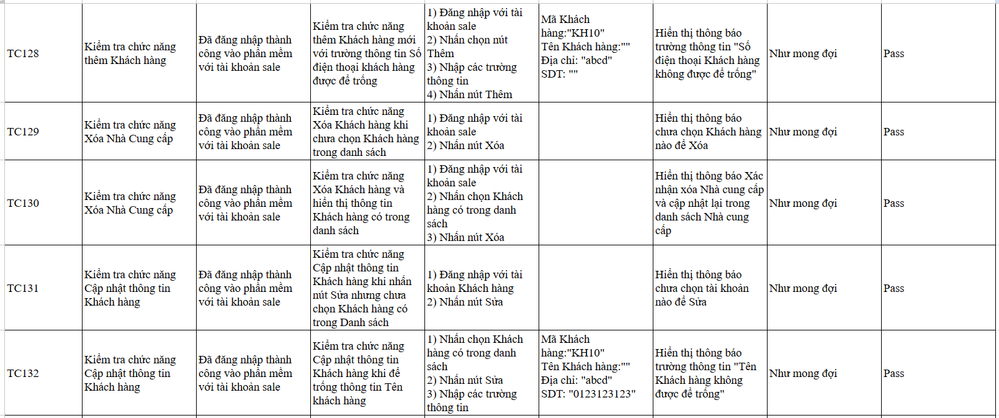 TC128
Kiểm tra chức năng
thêm Khách hàng
Đã đăng nhập thành
công vào phần mềm
với tài khoản sale
Kiểm tra chức năng
thêm Khách hàng mới
với trường thông tin Số
điện thoại khách hàng
được để trống
1) Đăng nhập với tài
khoản sale
2) Nhấn chọn nút
Thêm
3) Nhập các trường
thông tin
4) Nhấn nút Thêm
Mã Khách
hàng:"KH10"
Tên Khách hàng:""
Địa chỉ: "abcd"
SDT: ""
Hiển thị thông báo
trường thông tin "Số
điện thoại Khách hàng
không được để trống"
Như mong đợi
Pass
TC129
Kiểm tra chức năng
Xóa Nhà Cung cấp
Đã đăng nhập thành
công vào phần mềm
với tài khoản sale
Kiểm tra chức năng
Xóa Khách hàng khi
chưa chọn Khách hàng
trong danh sách
1) Đăng nhập với tài
khoản sale
2) Nhấn nút Xóa
Hiển thị thông báo
chưa chọn Khách hàng
nào để Xóa
Như mong đợi
Pass
TC130
Kiểm tra chức năng
Xóa Nhà Cung cấp
Đã đăng nhập thành
công vào phần mềm
với tài khoản sale
Kiểm tra chức năng
Xóa Khách hàng và
hiển thị thông tin
Khách hàng có trong
danh sách
1) Đăng nhập với tài
khoản sale
2) Nhấn chọn Khách
hàng có trong danh
sách
3) Nhấn nút Xóa
Hiển thị thông báo Xác
nhận xóa Nhà cung cấp
và cập nhật lại trong
danh sách Nhà cung
cấp
Như mong đợi
Pass
TC131
Kiểm tra chức năng
Cập nhật thông tin
Khách hàng
Đã đăng nhập thành
công vào phần mềm
với tài khoản sale
Kiểm tra chức năng
Cập nhật thông tin
Khách hàng khi nhấn
nút Sửa nhưng chưa
chọn Khách hàng có
trong Danh sách
1) Đăng nhập với tài
khoản Khách hàng
2) Nhấn nút Sửa
Hiển thị thông báo
chưa chọn tài khoản
nào để Sửa
Như mong đợi
Pass
TC132
Kiểm tra chức năng
Cập nhật thông tin
Khách hàng
Đã đăng nhập thành
công vào phần mềm
với tài khoản sale
Kiểm tra chức năng
Cập nhật thông tin
Khách hàng khi để
trống thông tin Tên
khách hàng
1) Nhấn chọn Khách
hàng có trong danh
sách
2) Nhấn nút Sửa
3) Nhập các trường
thông tin
Mã Khách
hàng:"KH10"
Tên Khách hàng:""
Địa chỉ: "abcd"
SDT: "0123123123"
Hiển thị thông báo
trường thông tin "Tên
Khách hàng không
được để trống"
Như mong đợi
Pass